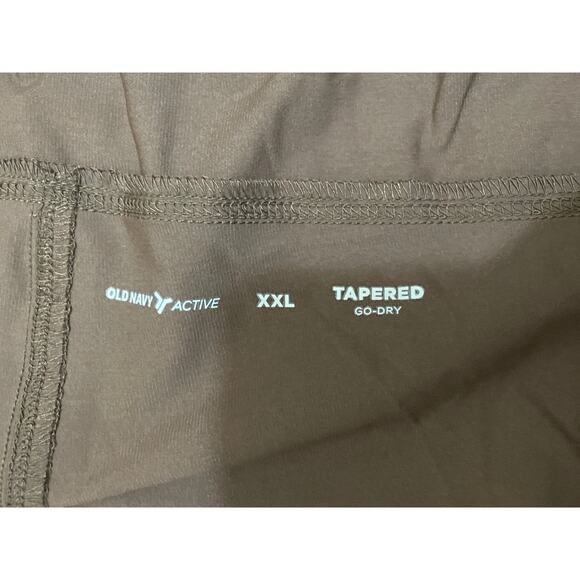 OLD NAVY ACTIVE XXL TAPERED
GO-DRY